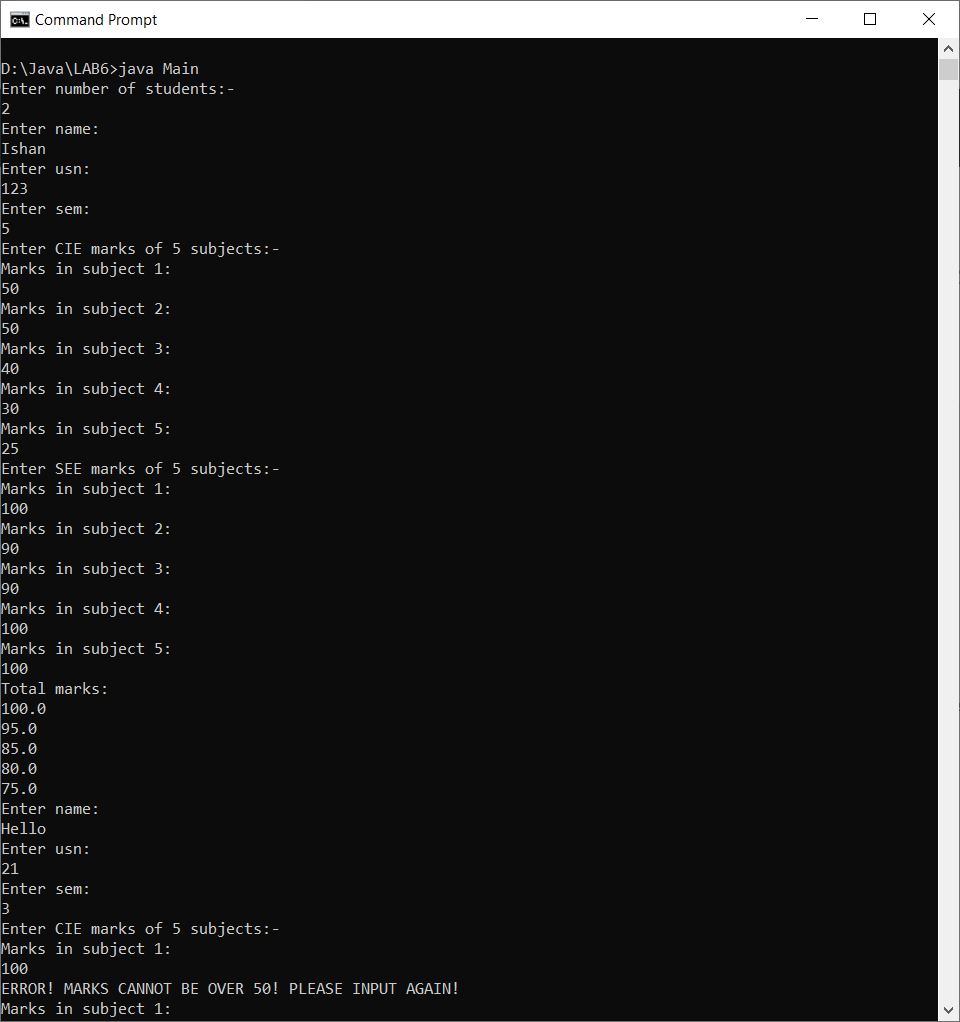 Command Prompt
D:\Java\LAB6>java Main
Enter number of students:-
2
Enter name:
Ishan
Enter usn:
123
Enter sem:
5
Enter CIE marks of 5 subjects:-
Marks in subject 1:
50
Marks in subject 2:
50
Marks in subject 3:
40
Marks in subject 4:
30
Marks in subject 5:
25
Enter SEE marks of 5 subjects:-
Marks in subject 1:
100
Marks in subject 2:
90
Marks in subject 3:
90
Marks in subject 4:
100
Marks in subject 5:
100
Total marks:
100.0
95.0
85.0
80.0
75.0
Enter name:
Hello
Enter usn:
21
Enter sem:
3
Enter CIE marks of 5 subjects:-
Marks in subject 1:
100
ERROR! MARKS CANNOT BE OVER 50! PLEASE INPUT AGAIN!
Marks in subject 1: